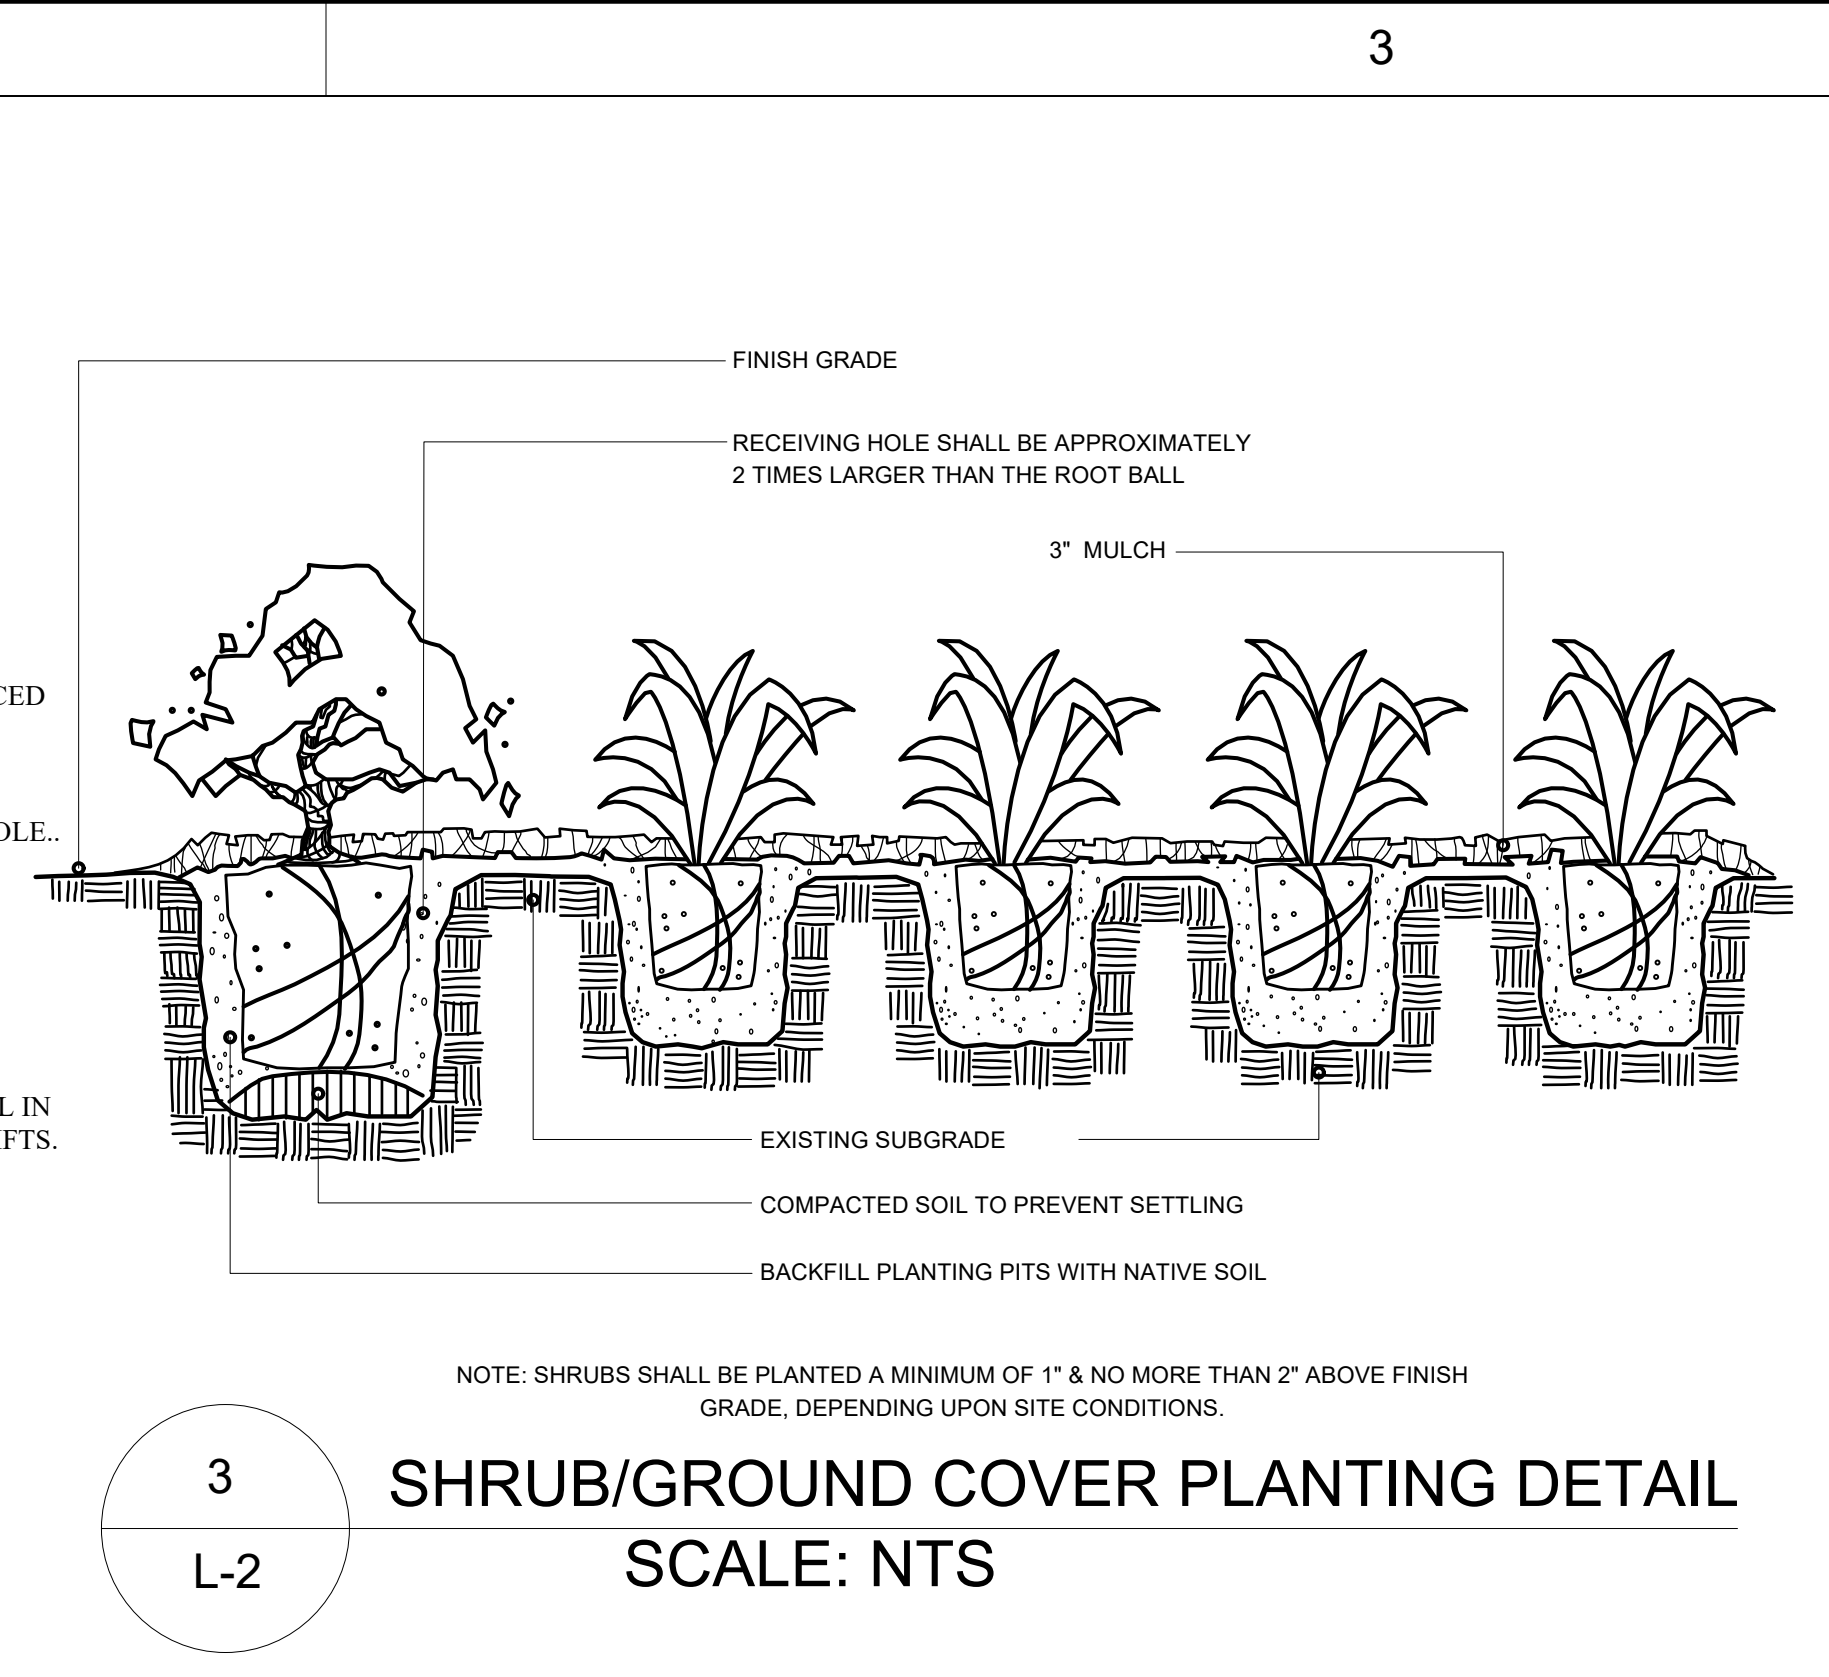 3
FINISH GRADE
RECEIVING HOLE SHALL BE APPROXIMATELY
2 TIMES LARGER THAN THE ROOT BALL
3" MULCH
EXISTING SUBGRADE
COMPACTED SOIL TO PREVENT SETTLING
BACKFILL PLANTING PITS WITH NATIVE SOIL
NOTE: SHRUBS SHALL BE PLANTED A MINIMUM OF 1" & NO MORE THAN 2" ABOVE FINISH
GRADE, DEPENDING UPON SITE CONDITIONS.
3
L-2
SHRUB/GROUND COVER PLANTING DETAIL
SCALE: NTS
IN